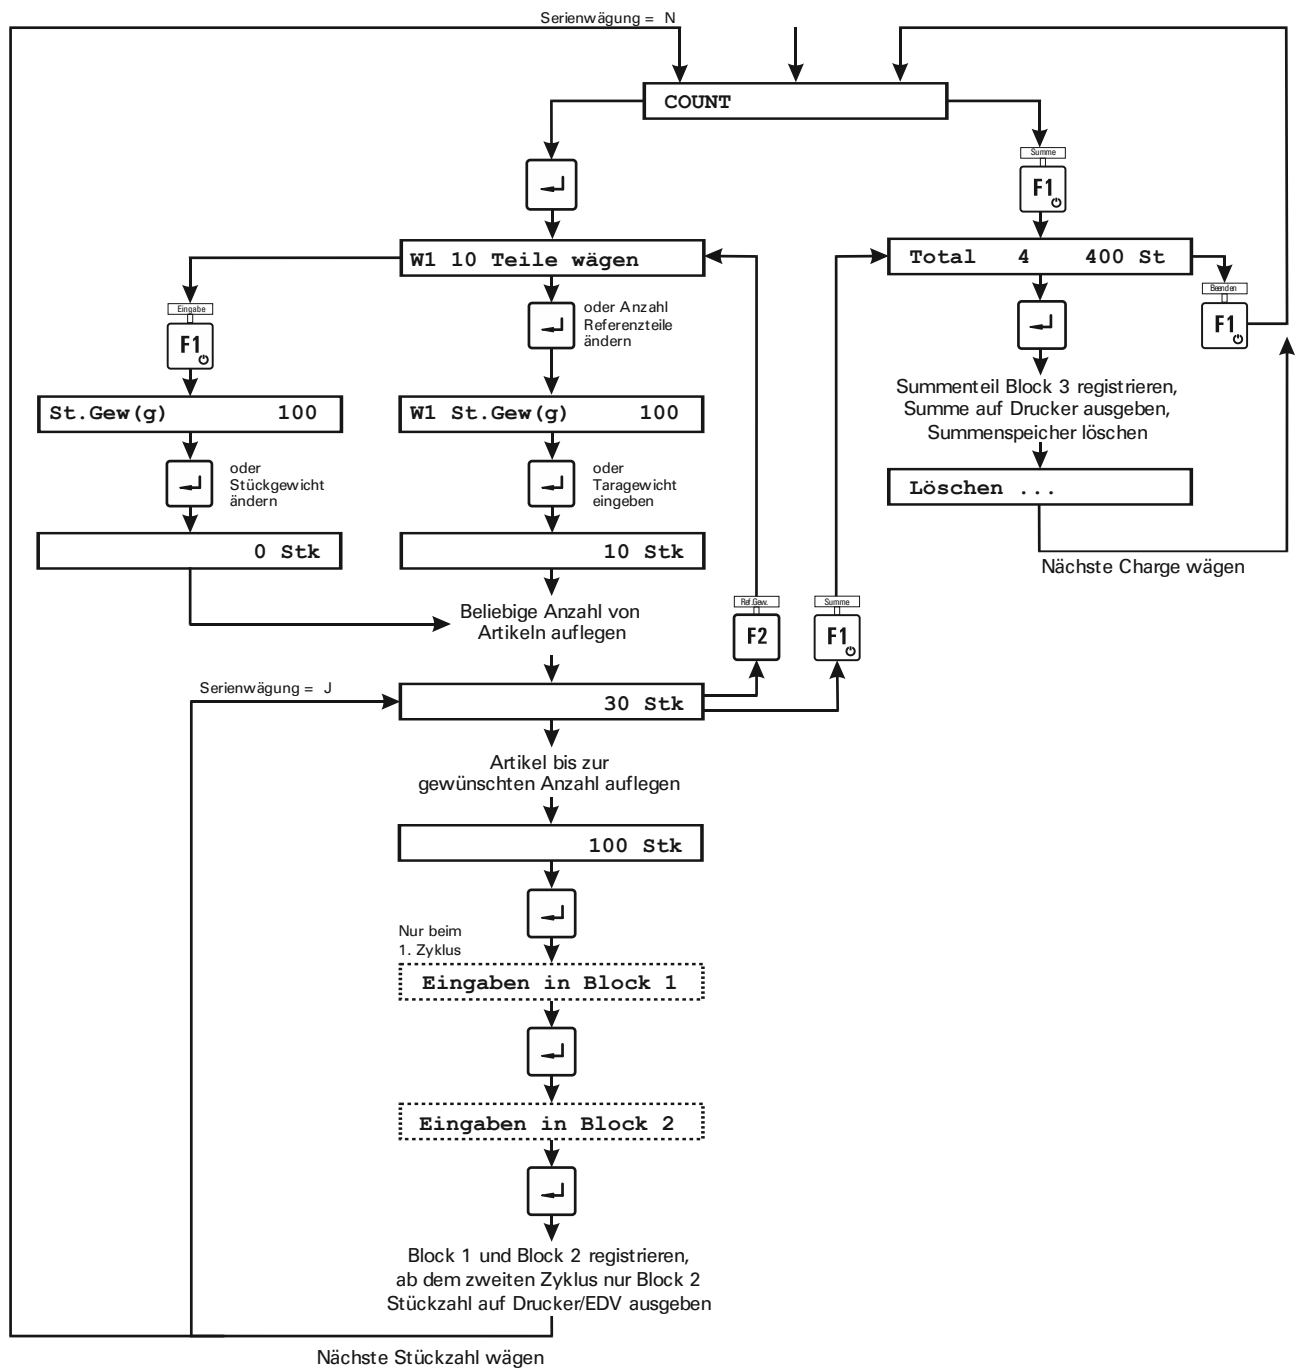 Serienwägung = N
COUNT
Summe
F1
W1 10 Teile wägen
Total 4 400 St
Eingabe
F1
oder Anzahl
Referenzteile
ändern
Beenden
F1
St.Gew(g) 100
W1 St.Gew(g) 100
Summenteil Block 3 registrieren,
Summe auf Drucker ausgeben,
Summenspeicher löschen
oder
Stückgewicht
ändern
oder
Taragewicht
eingeben
Löschen ...
0 Stk
10 Stk
Nächste Charge wägen
Beliebige Anzahl von
Artikeln auflegen
Ref.Gew.
F2
Summe
F1
Serienwägung = J
30 Stk
Artikel bis zur
gewünschten Anzahl auflegen
100 Stk
Nur beim
1. Zyklus
Eingaben in Block 1
Eingaben in Block 2
Block 1 und Block 2 registrieren,
ab dem zweiten Zyklus nur Block 2
Stückzahl auf Drucker/EDV ausgeben
Nächste Stückzahl wägen